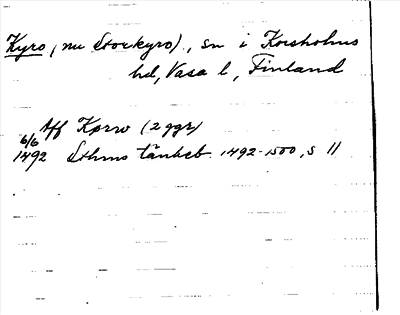 Kyro (nu Storkyro), sn i Korsholms
hd, Vasa l, Finland
Aff Kørro (2 ggr)
6/6
1492 Sthms tänkeb. 1492-1500, s 11